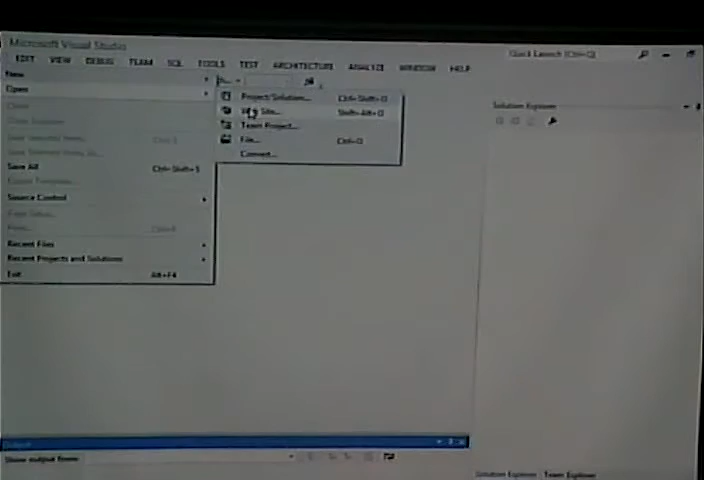 Microsoft Visual Studio
Quick Launch (Ctrl+Q)
EDIT VIEW DEBUG TEAM SQL TOOLS TEST ARCHITECTURE ANALYZE WINDOW HELP
New
Open
Project/Solution... Ctrl+Shift+O
Web Site... Shift+Alt+O
Team Project...
File... Ctrl+O
Convert...
Save All Ctrl+Shift+S
Source Control
Recent Files
Recent Projects and Solutions
Exit Alt+F4
Solution Explorer
Output
Show output from:
Solution Explorer Team Explorer